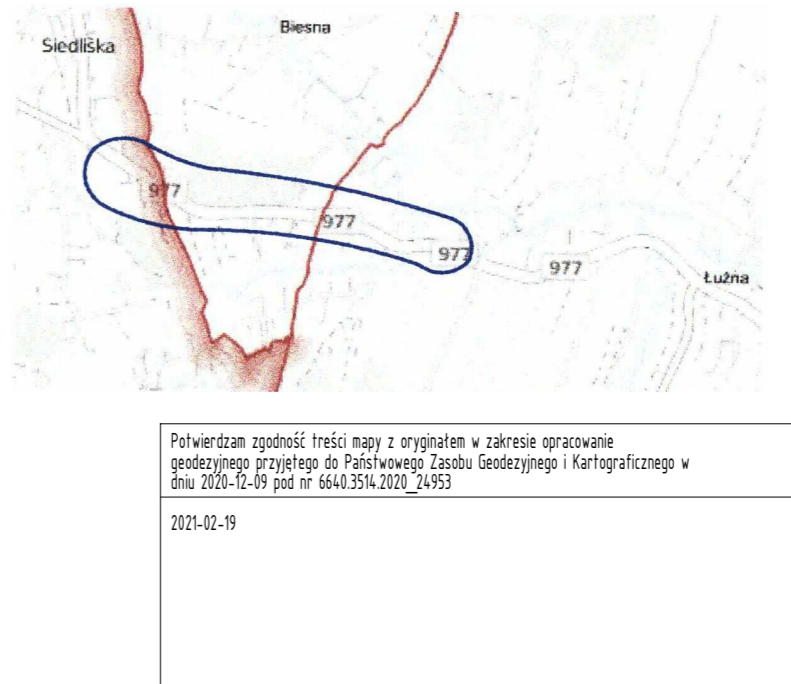 Biesna
Siedliska
977
977
977
977
Łużna
Potwierdzam zgodność treści mapy z oryginałem w zakresie opracowanie
geodezyjnego przyjętego do Państwowego Zasobu Geodezyjnego i Kartograficznego w
dniu 2020-12-09 pod nr 6640.3514.2020_24953
2021-02-19